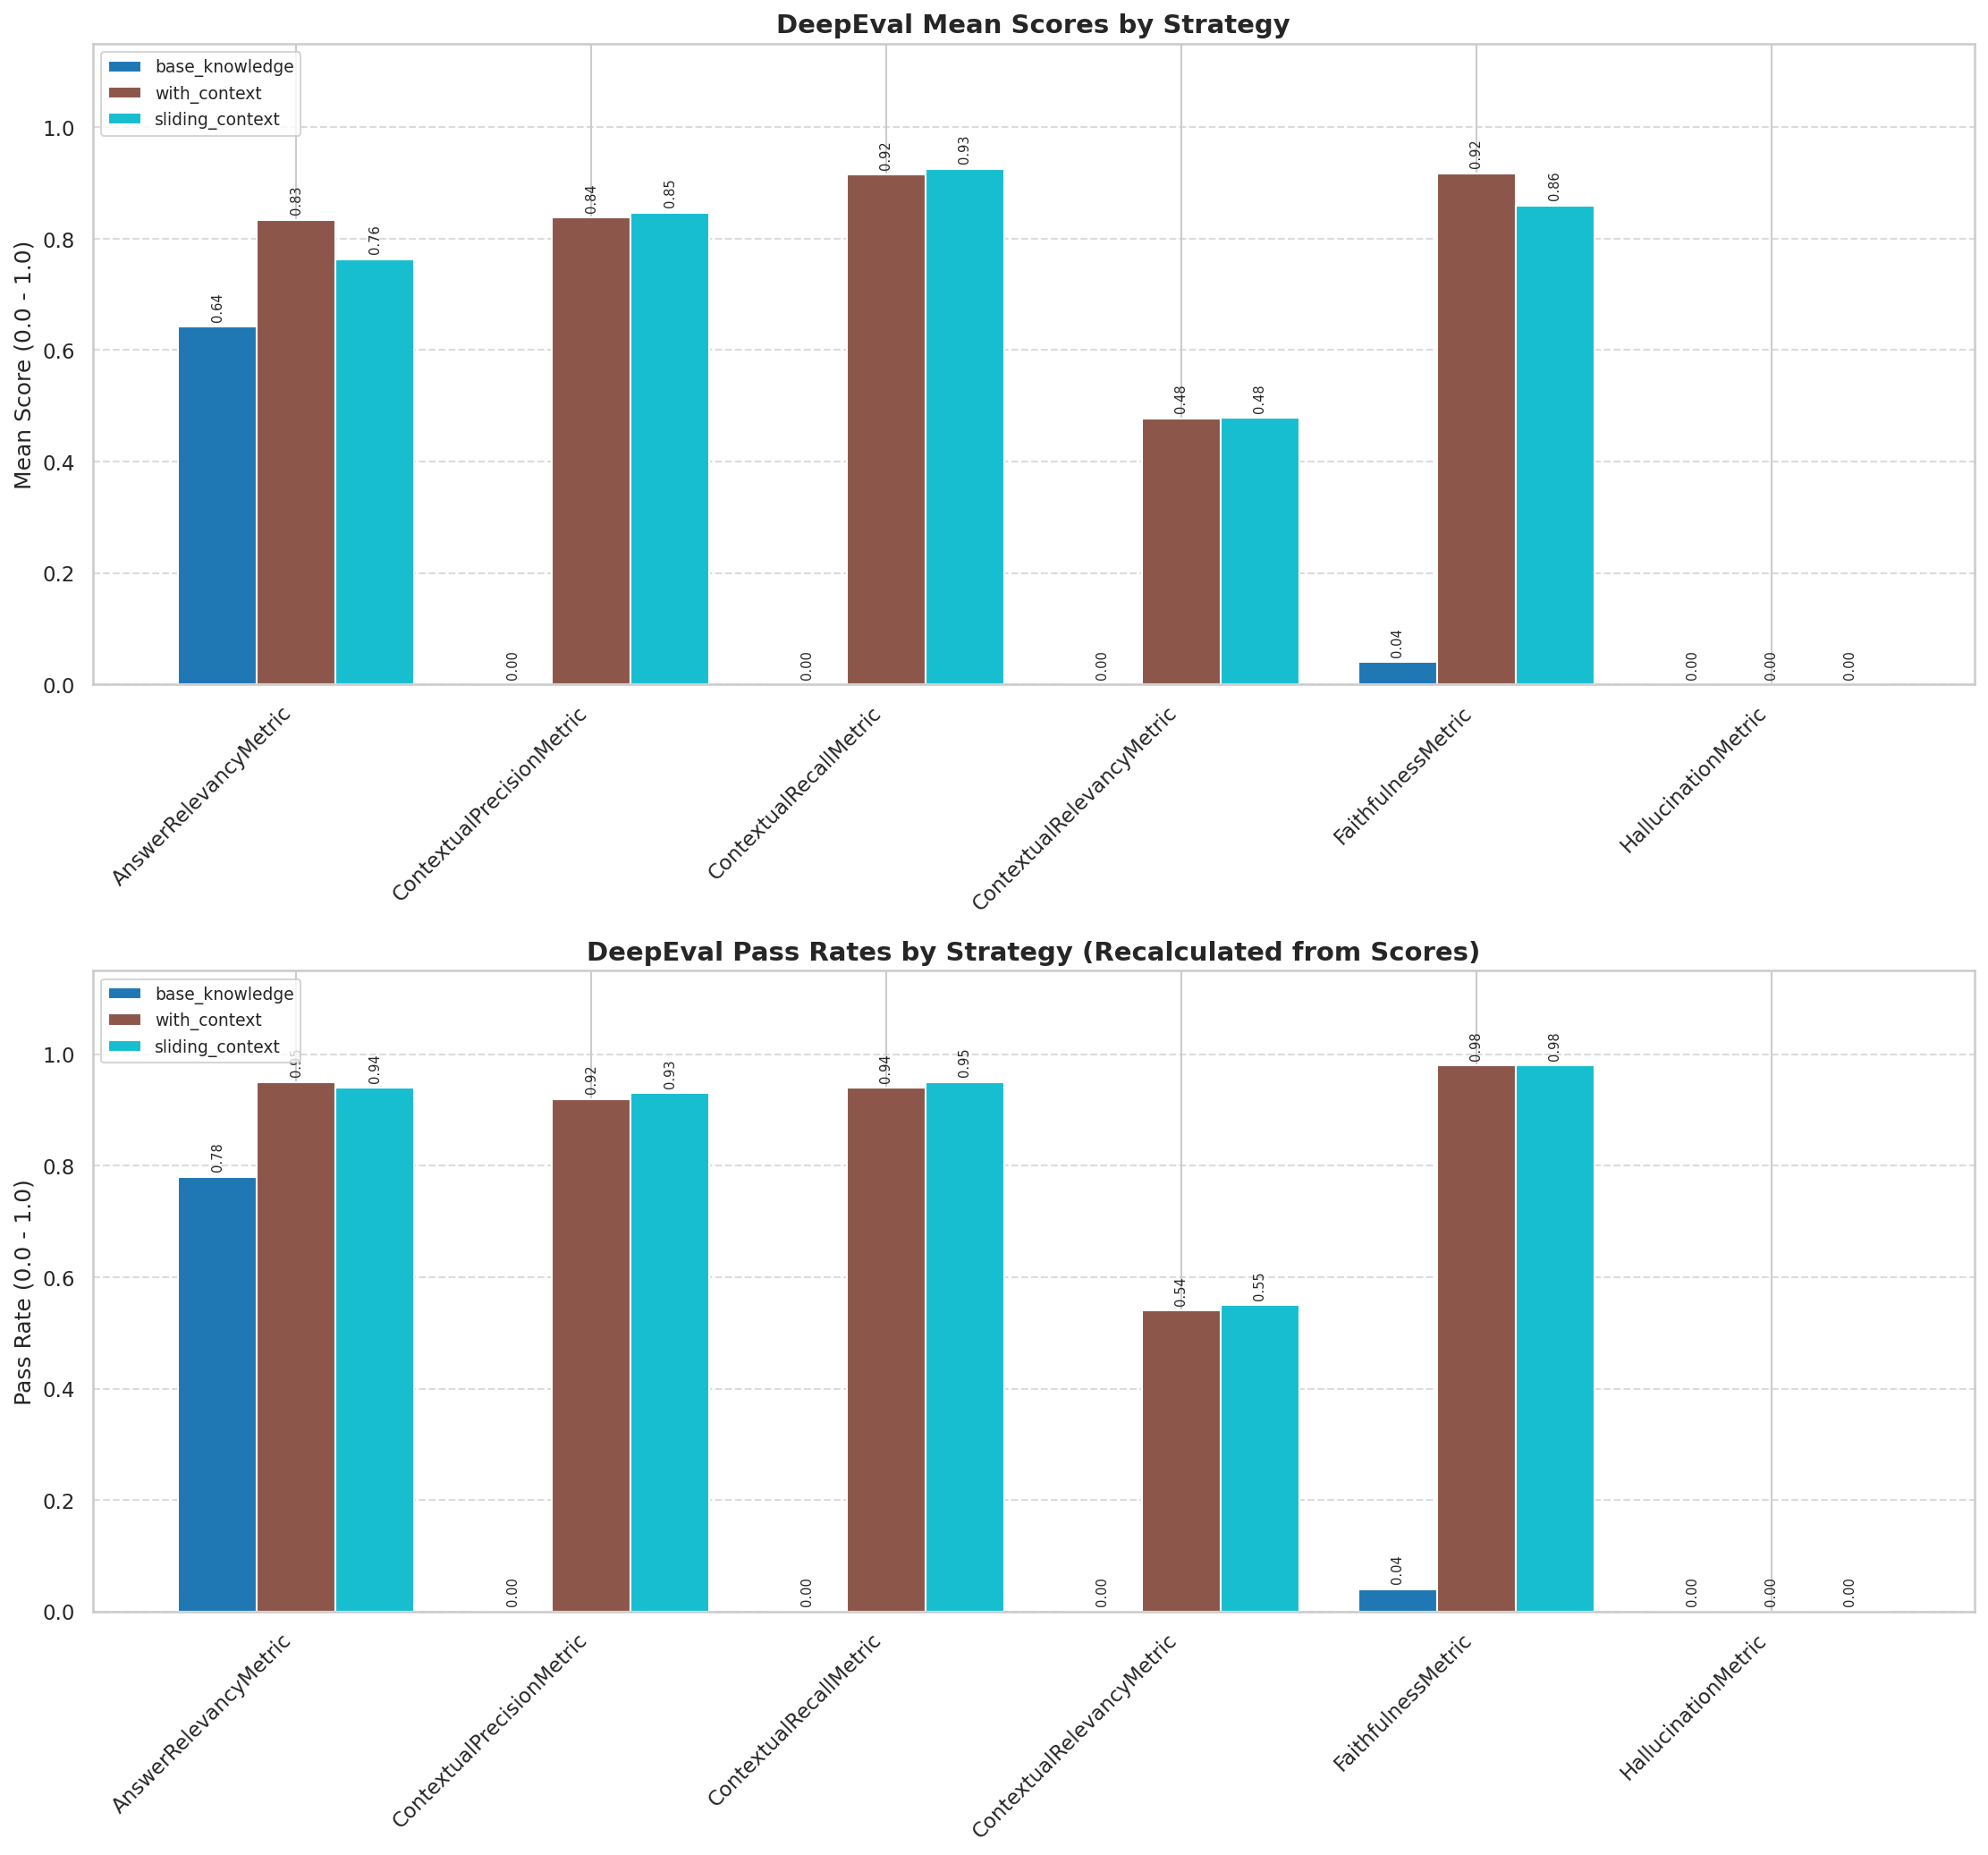 DeepEval Mean Scores by Strategy
base_knowledge
with_context
sliding_context
Mean Score (0.0 - 1.0)
1.0
0.8
0.6
0.4
0.2
0.0
0.64
0.83
0.76
0.00
0.84
0.85
0.00
0.92
0.93
0.00
0.48
0.48
0.04
0.92
0.86
0.00
0.00
0.00
AnswerRelevancyMetric
ContextualPrecisionMetric
ContextualRecallMetric
ContextualRelevancyMetric
FaithfulnessMetric
HallucinationMetric
DeepEval Pass Rates by Strategy (Recalculated from Scores)
base_knowledge
with_context
sliding_context
Pass Rate (0.0 - 1.0)
1.0
0.8
0.6
0.4
0.2
0.0
0.78
0.95
0.94
0.00
0.92
0.93
0.00
0.94
0.95
0.00
0.54
0.55
0.04
0.98
0.98
0.00
0.00
0.00
AnswerRelevancyMetric
ContextualPrecisionMetric
ContextualRecallMetric
ContextualRelevancyMetric
FaithfulnessMetric
HallucinationMetric